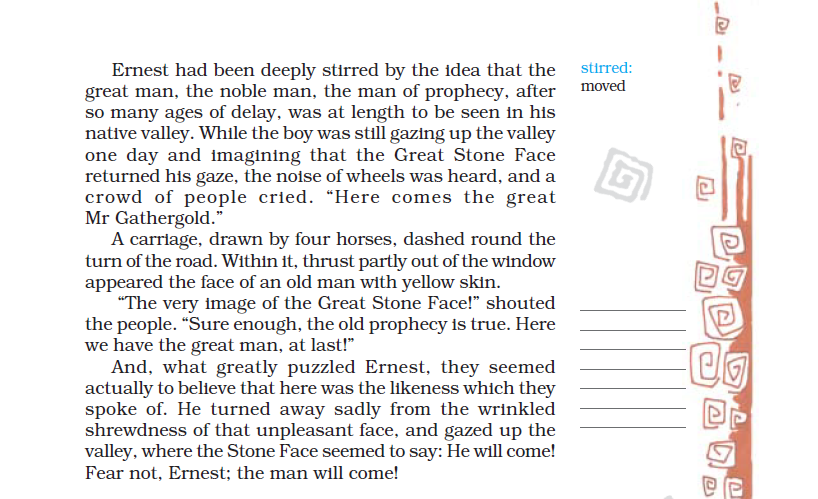 Ernest had been deeply stirred by the idea that the
great man, the noble man, the man of prophecy, after
so many ages of delay, was at length to be seen in his
native valley. While the boy was still gazing up the valley
one day and imagining that the Great Stone Face
returned his gaze, the noise of wheels was heard, and a
crowd of people cried. “Here comes the great
Mr Gathergold.”
A carriage, drawn by four horses, dashed round the
turn of the road. Within it, thrust partly out of the window
appeared the face of an old man with yellow skin.
“The very image of the Great Stone Face!” shouted
the people. “Sure enough, the old prophecy is true. Here
we have the great man, at last!”
And, what greatly puzzled Ernest, they seemed
actually to believe that here was the likeness which they
spoke of. He turned away sadly from the wrinkled
shrewdness of that unpleasant face, and gazed up the
valley, where the Stone Face seemed to say: He will come!
Fear not, Ernest; the man will come!
stirred:
moved